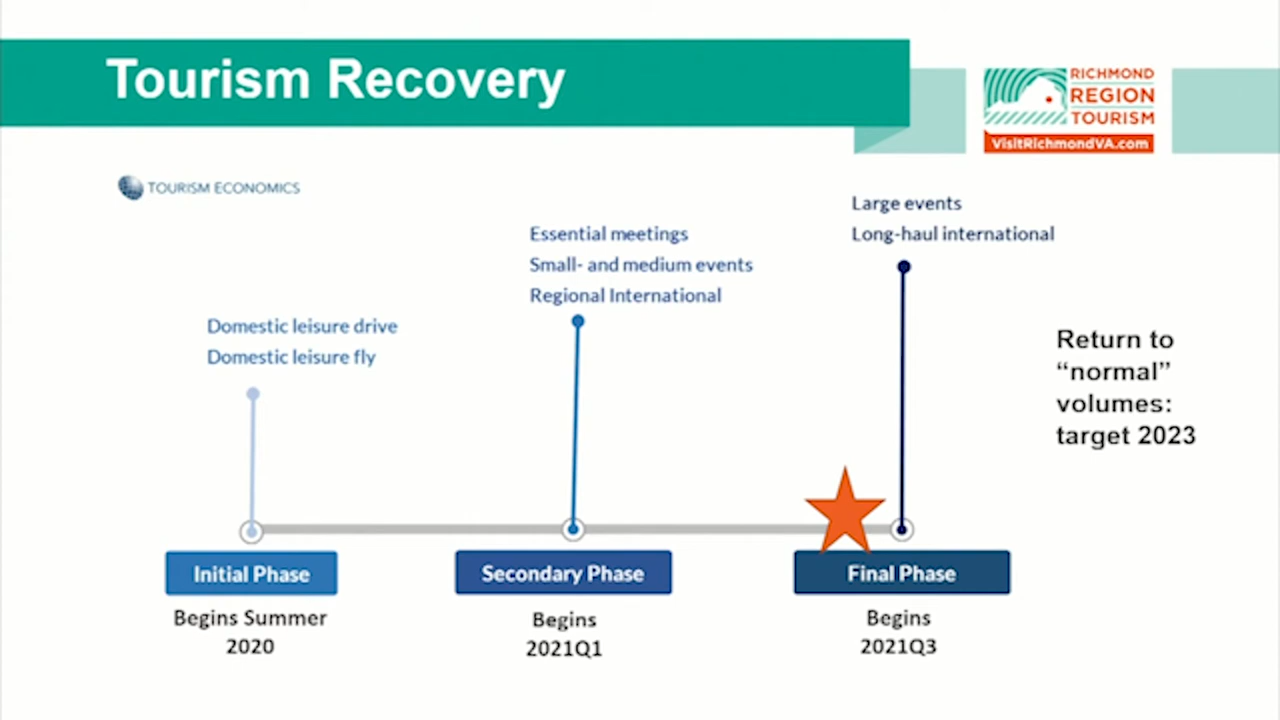 Tourism Recovery
RICHMOND
REGION
TOURISM
VisitRichmondVA.com
TOURISM ECONOMICS
Domestic leisure drive
Domestic leisure fly
Essential meetings
Small- and medium events
Regional International
Large events
Long-haul international
Return to
“normal”
volumes:
target 2023
Initial Phase
Begins Summer
2020
Secondary Phase
Begins
2021Q1
Final Phase
Begins
2021Q3